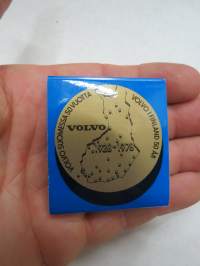 VOLVO SUOMESSA 50 VUOTTA
VOLVO I FINLAND 50 ÅR
VOLVO
1928-1978